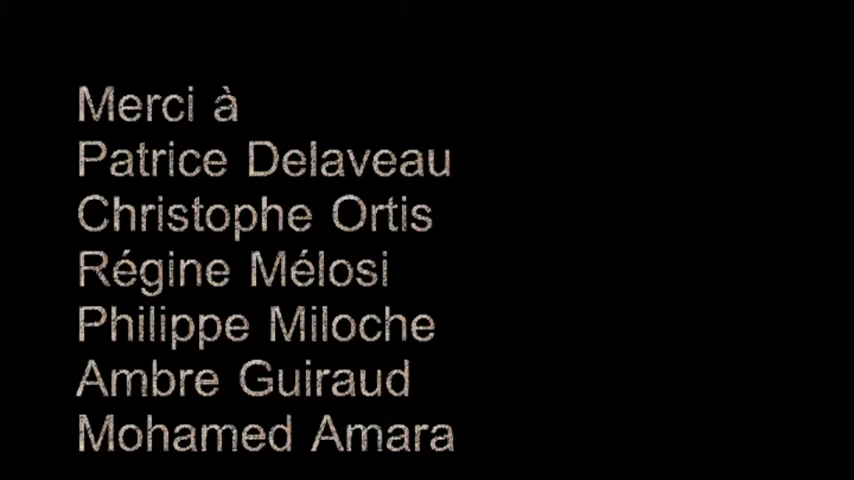 Merci à
Patrice Delaveau
Christophe Ortis
Régine Mélosi
Philippe Miloche
Ambre Guiraud
Mohamed Amara